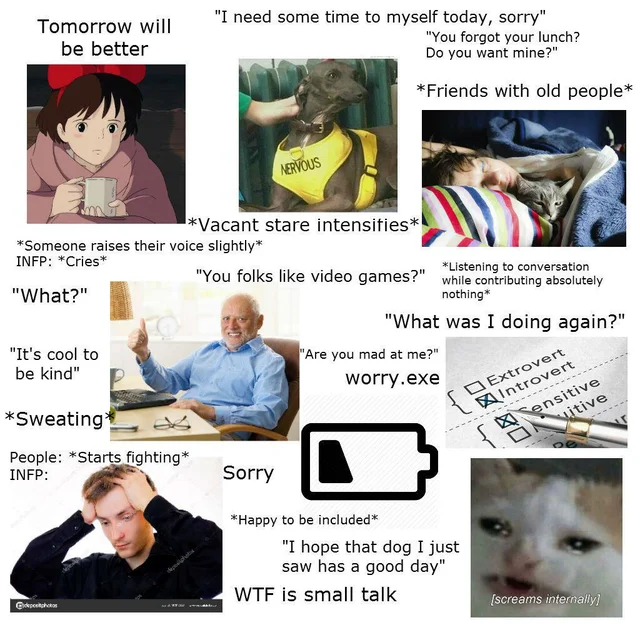 Tomorrow will
be better
"I need some time to myself today, sorry"
"You forgot your lunch?
Do you want mine?"
*Friends with old people*
NERVOUS
*Vacant stare intensifies*
*Someone raises their voice slightly*
INFP: *Cries*
"You folks like video games?"
*Listening to conversation
while contributing absolutely
nothing*
"What?"
"What was I doing again?"
"It's cool to
be kind"
"Are you mad at me?"
worry.exe
Extrovert
Introvert
ensitive
uitive
*Sweating*
People: *Starts fighting*
INFP:
Sorry
*Happy to be included*
"I hope that dog I just
saw has a good day"
WTF is small talk
[screams internally]
depositphotos